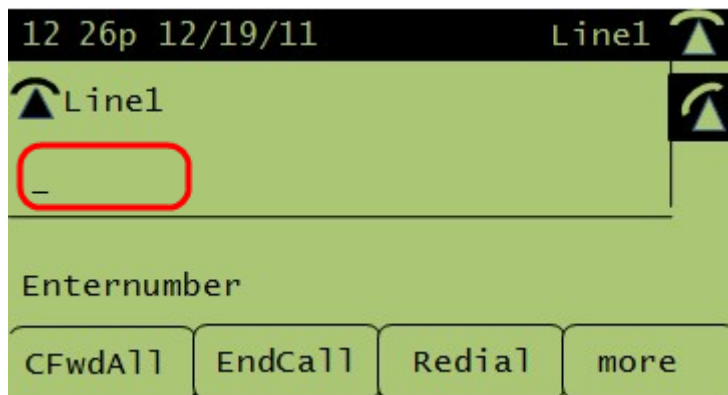 12 26p 12/19/11 Line1
Line1
_
Enternumber
CFwdAll EndCall Redial more